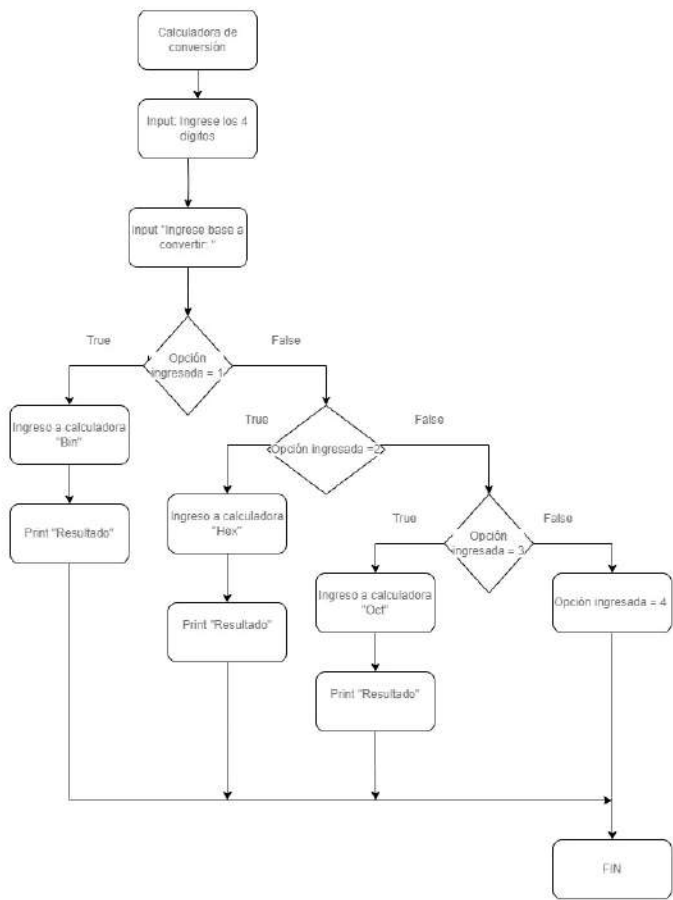 Calculadora de
conversión
Input: Ingrese los 4
dígitos
Input "Ingrese base a
convertir: "
True
False
Opción
ingresada = 1
Ingreso a calculadora
"Bin"
Print "Resultado"
True
False
Opción ingresada =2
Ingreso a calculadora
"Hex"
Print "Resultado"
True
False
Opción
ingresada = 3
Ingreso a calculadora
"Oct"
Print "Resultado"
Opción ingresada = 4
FIN